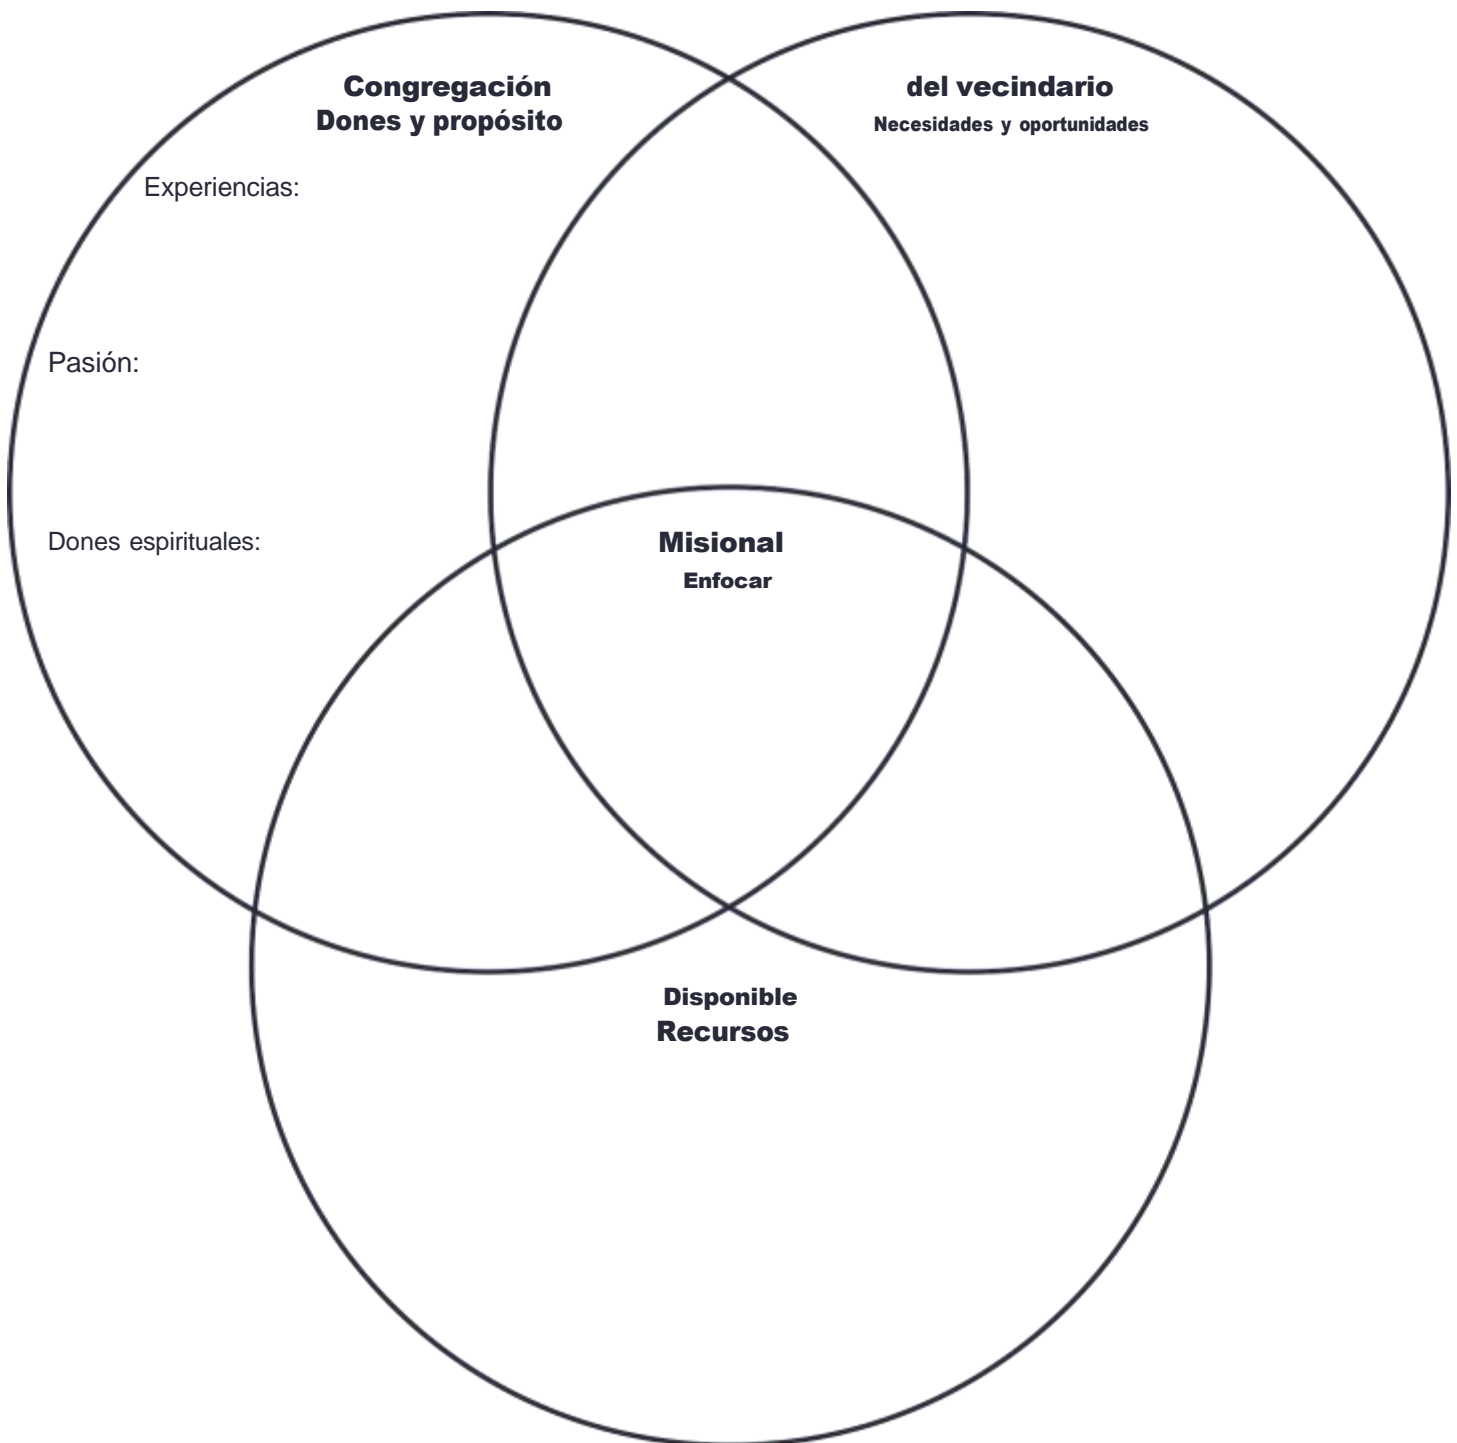 Congregación
Dones y propósito
del vecindario
Necesidades y oportunidades
Experiencias:
Pasión:
Dones espirituales:
Misional
Enfocar
Disponible
Recursos